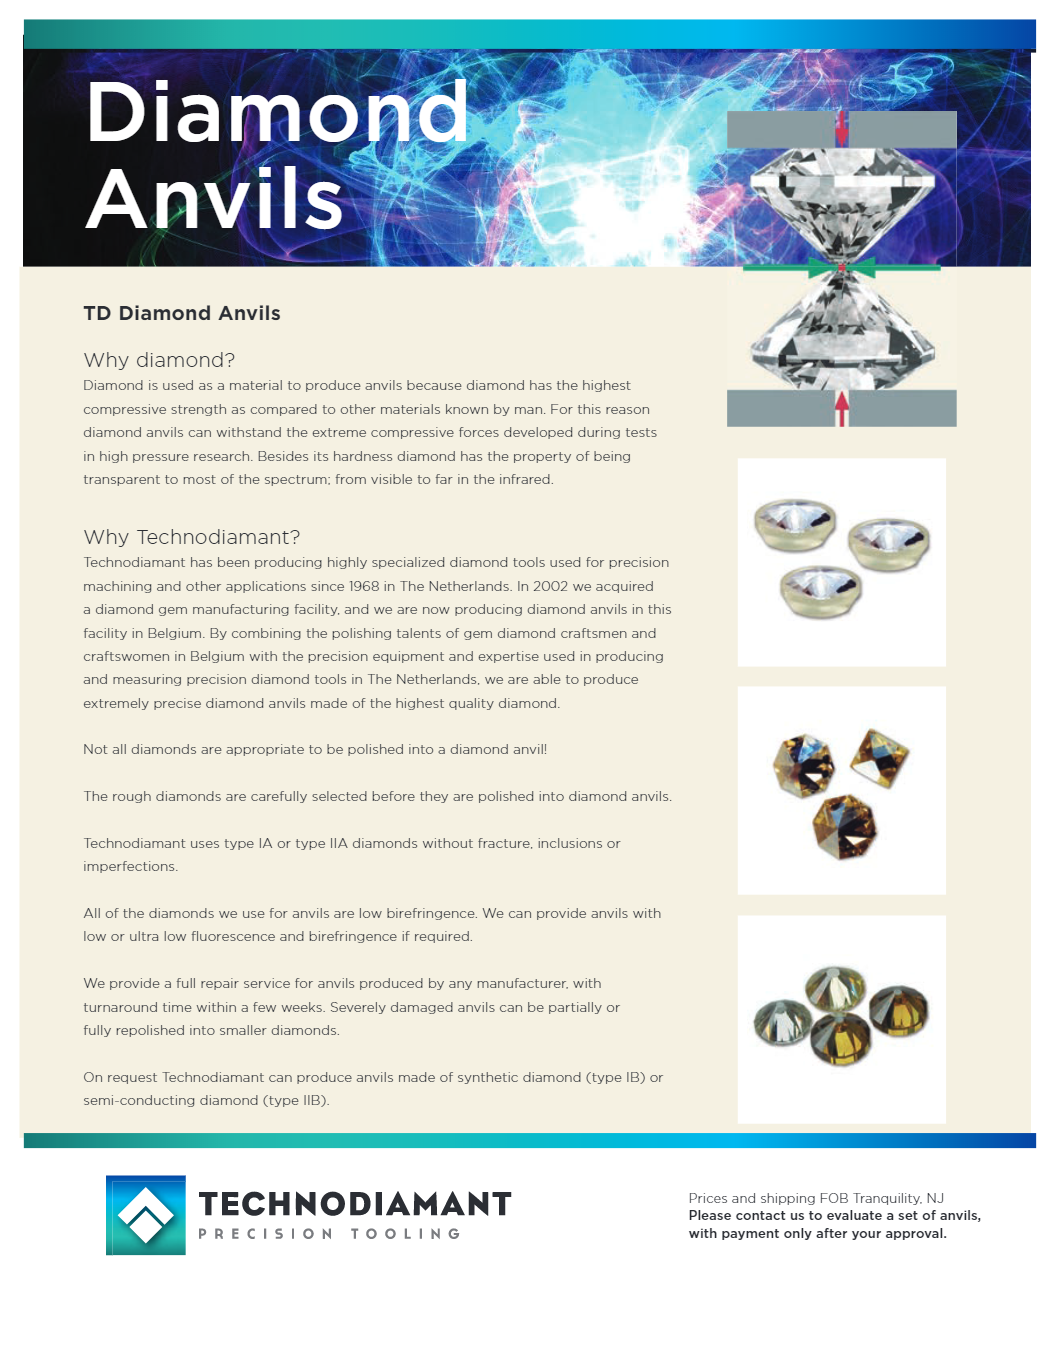 Diamond
Anvils
TD Diamond Anvils
Why diamond?
Diamond is used as a material to produce anvils because diamond has the highest
compressive strength as compared to other materials known by man. For this reason
diamond anvils can withstand the extreme compressive forces developed during tests
in high pressure research. Besides its hardness diamond has the property of being
transparent to most of the spectrum; from visible to far in the infrared.
Why Technodiamant?
Technodiamant has been producing highly specialized diamond tools used for precision
machining and other applications since 1968 in The Netherlands. In 2002 we acquired
a diamond gem manufacturing facility, and we are now producing diamond anvils in this
facility in Belgium. By combining the polishing talents of gem diamond craftsmen and
craftswomen in Belgium with the precision equipment and expertise used in producing
and measuring precision diamond tools in The Netherlands, we are able to produce
extremely precise diamond anvils made of the highest quality diamond.
Not all diamonds are appropriate to be polished into a diamond anvil!
The rough diamonds are carefully selected before they are polished into diamond anvils.
Technodiamant uses type IA or type IIA diamonds without fracture, inclusions or
imperfections.
All of the diamonds we use for anvils are low birefringence. We can provide anvils with
low or ultra low fluorescence and birefringence if required.
We provide a full repair service for anvils produced by any manufacturer, with
turnaround time within a few weeks. Severely damaged anvils can be partially or
fully repolished into smaller diamonds.
On request Technodiamant can produce anvils made of synthetic diamond (type IB) or
semi-conducting diamond (type IIB).
TECHNODIAMANT
PRECISION TOOLING
Prices and shipping FOB Tranquility, NJ
Please contact us to evaluate a set of anvils,
with payment only after your approval.